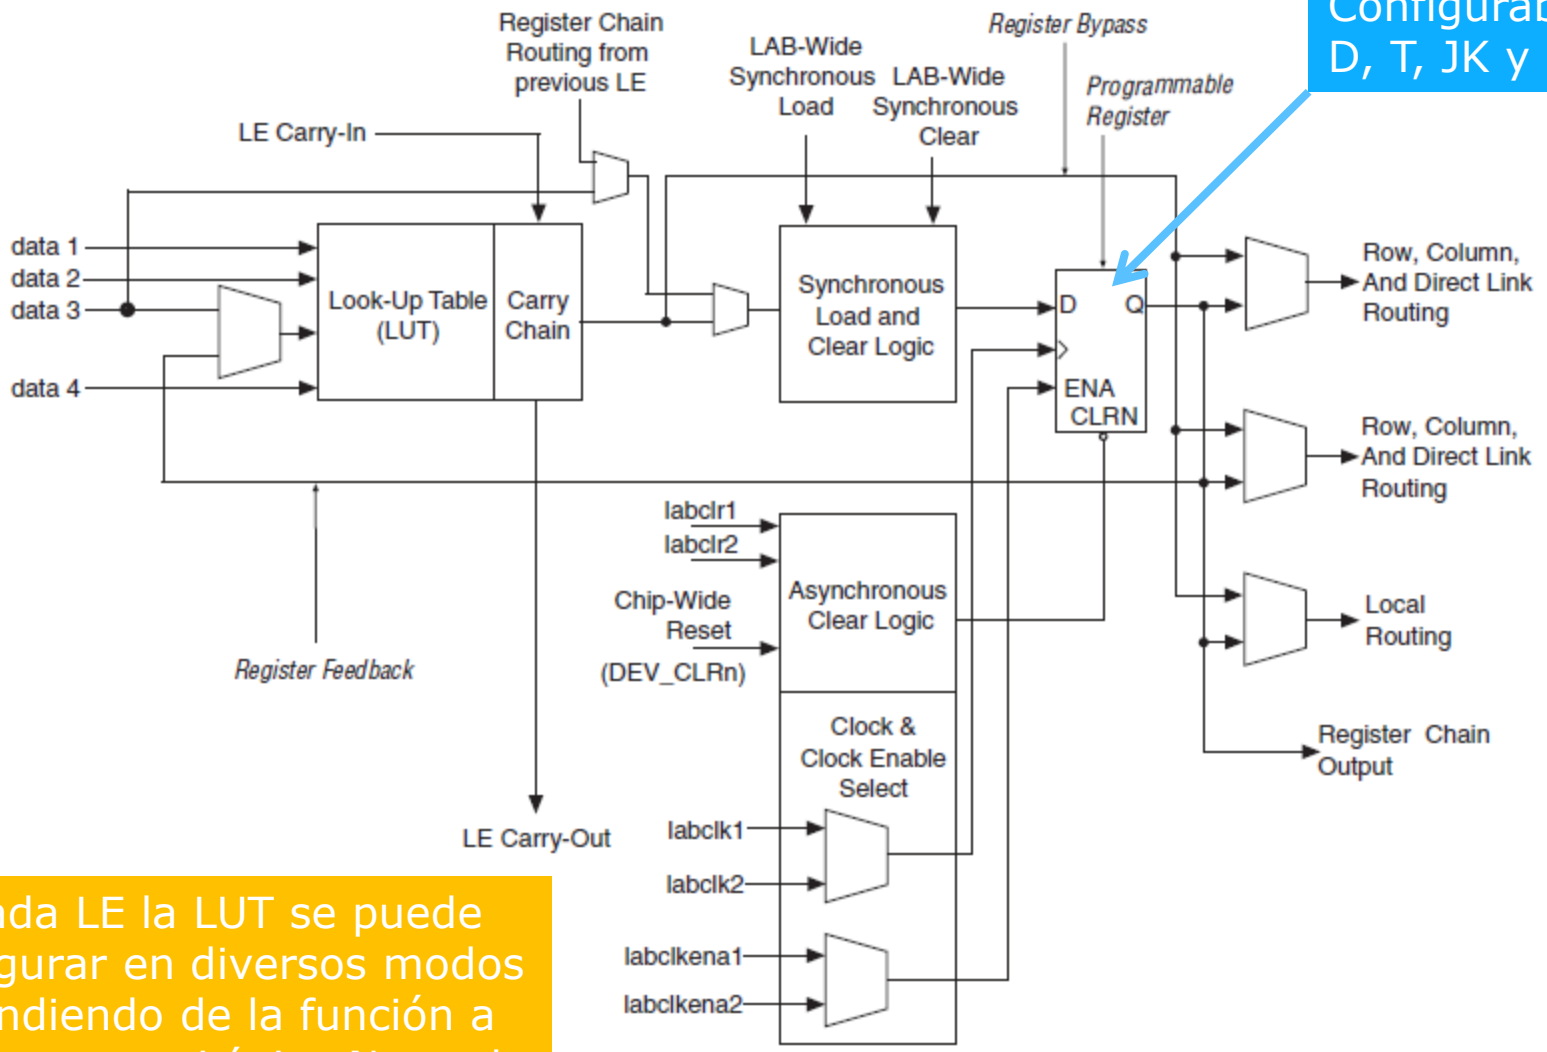 Register Chain
Routing from
previous LE
LAB-Wide
Synchronous
Load
LAB-Wide
Synchronous
Clear
Register Bypass
Programmable
Register
D, T, JK y
LE Carry-In
data 1
data 2
data 3
data 4
Look-Up Table
(LUT)
Carry
Chain
Synchronous
Load and
Clear Logic
D
Q
ENA
CLRN
Row, Column,
And Direct Link
Routing
Row, Column,
And Direct Link
Routing
Local
Routing
Register Chain
Output
Register Feedback
labclr1
labclr2
Chip-Wide
Reset
(DEV_CLRn)
Asynchronous
Clear Logic
Clock &
Clock Enable
Select
labclk1
labclk2
labclkena1
labclkena2
LE Carry-Out
LE la LUT se puede
en diversos modos
de la función a